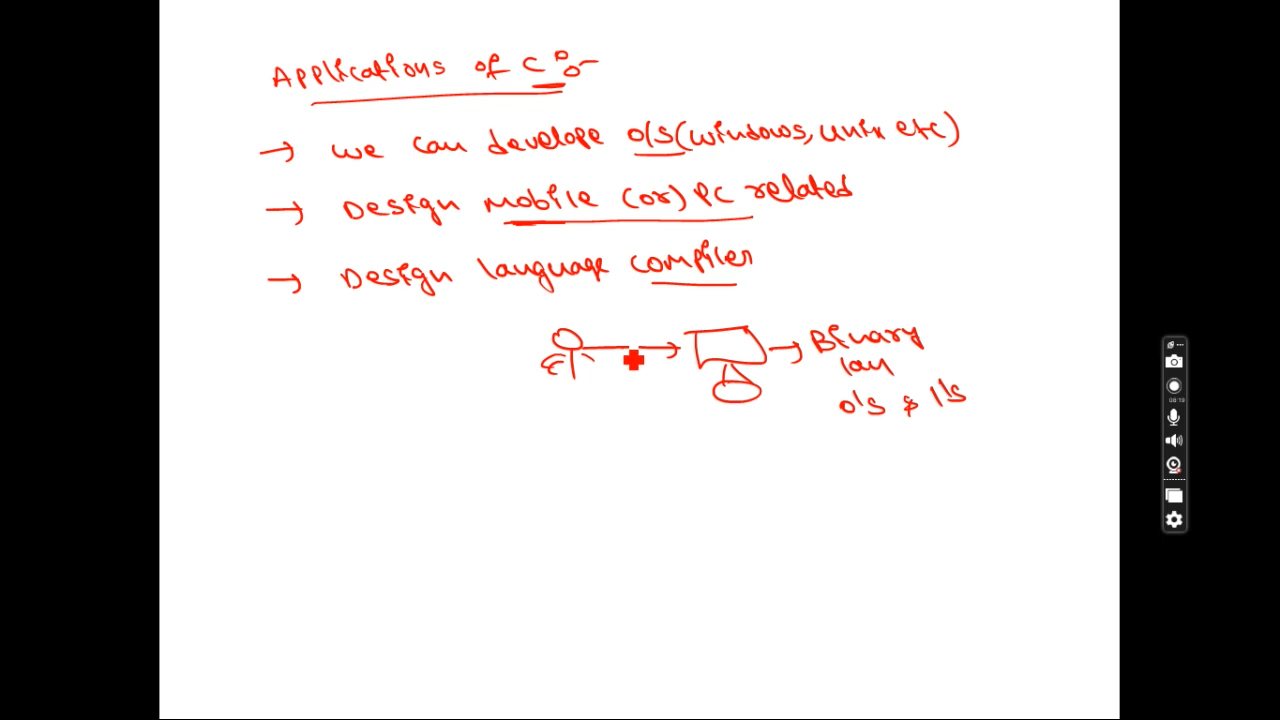 Applications of C :-
→ We can develop O/S(windows, unix etc)
→ Design mobile (or) PC related
→ Design language compiler
Binary
lan
0's & 1's